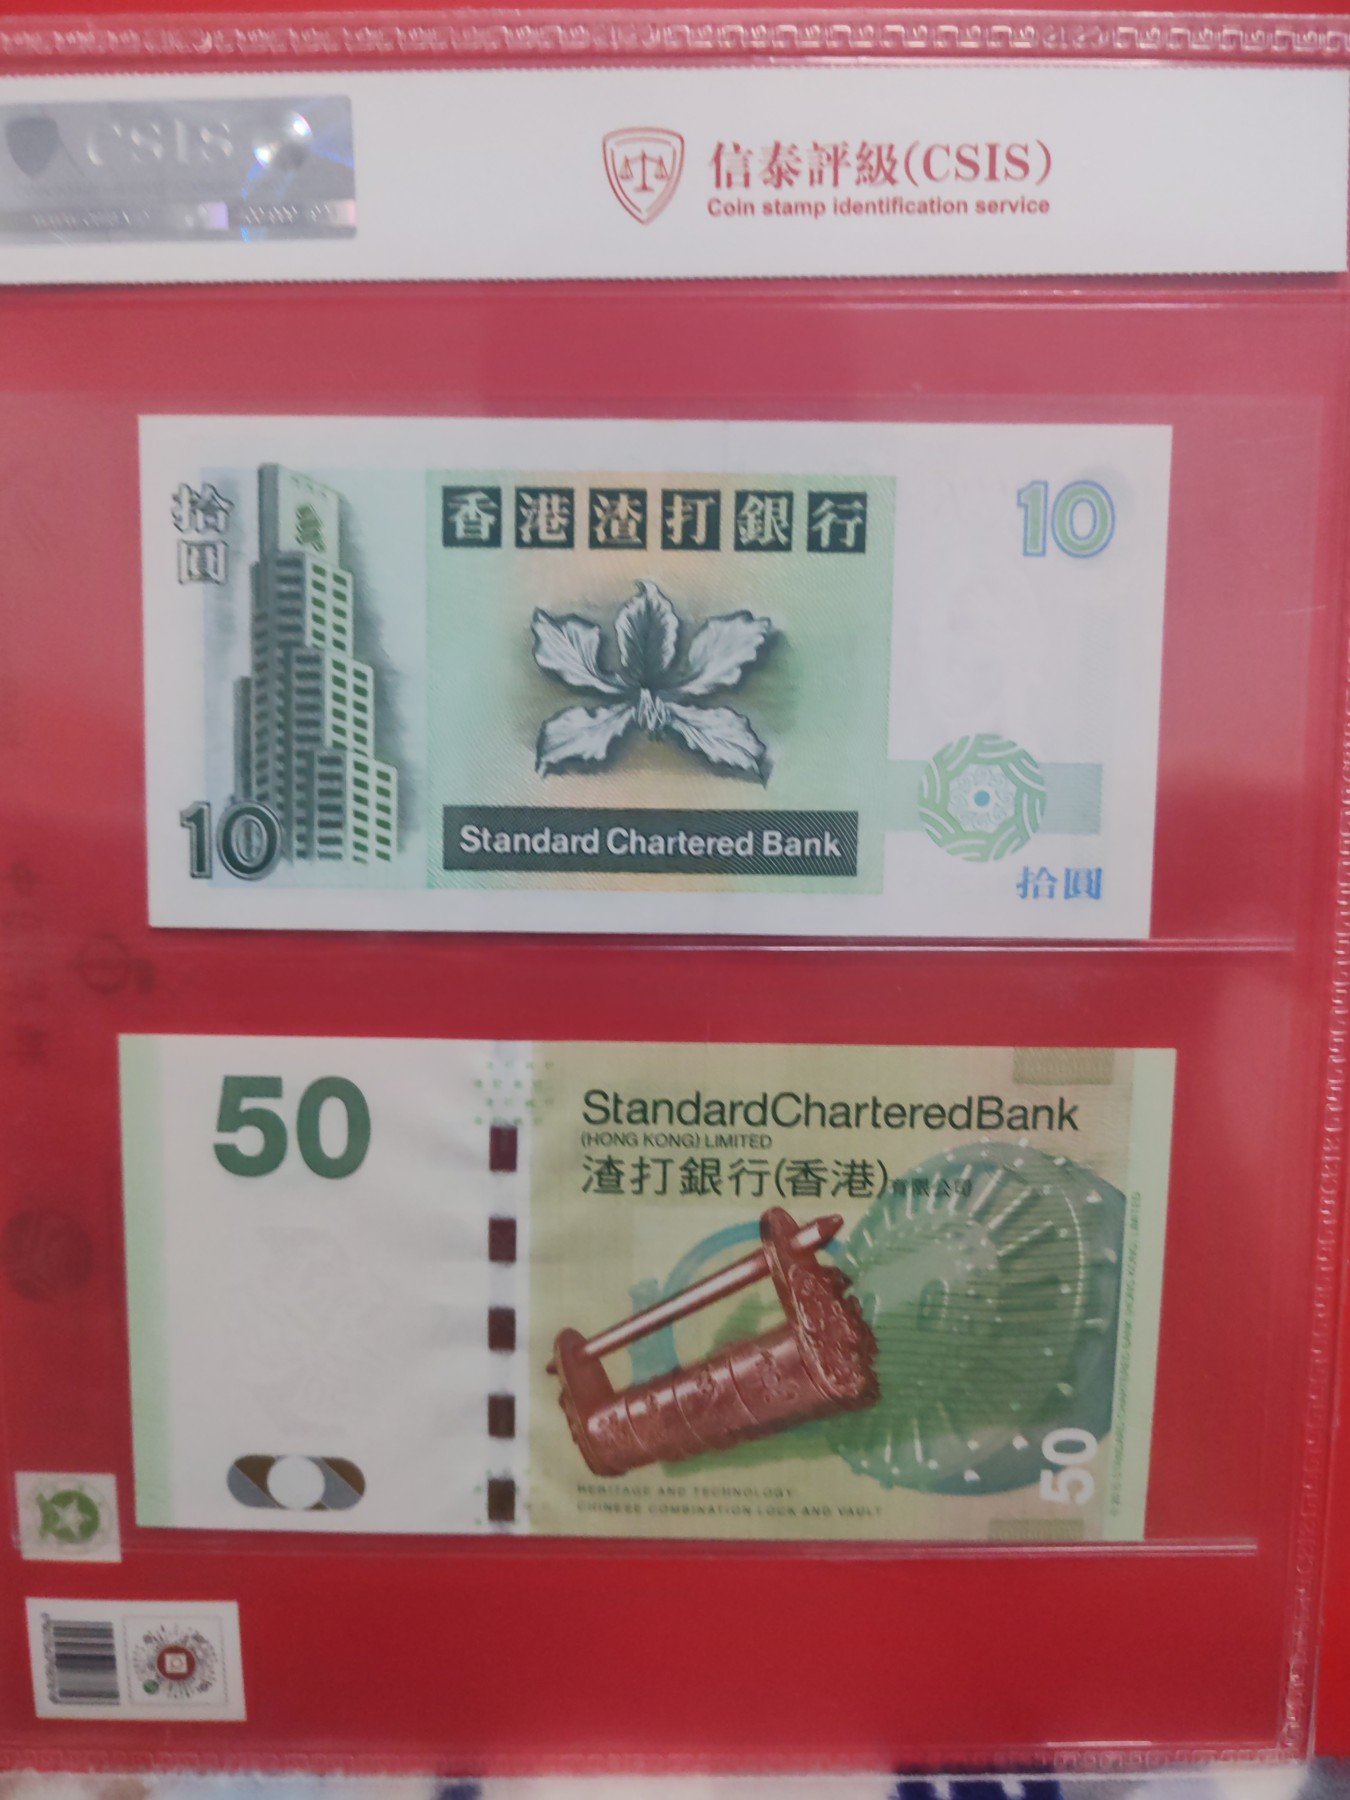 CSIS
信泰評級(CSIS)
Coin stamp identification service
拾圓
香港渣打銀行
10
10
Standard Chartered Bank
拾圓
50
StandardCharteredBank
(HONG KONG) LIMITED
渣打銀行(香港)有限公司
HERITAGE AND TECHNOLOGY
CHINESE COMBINATION LOCK AND VAULT
50